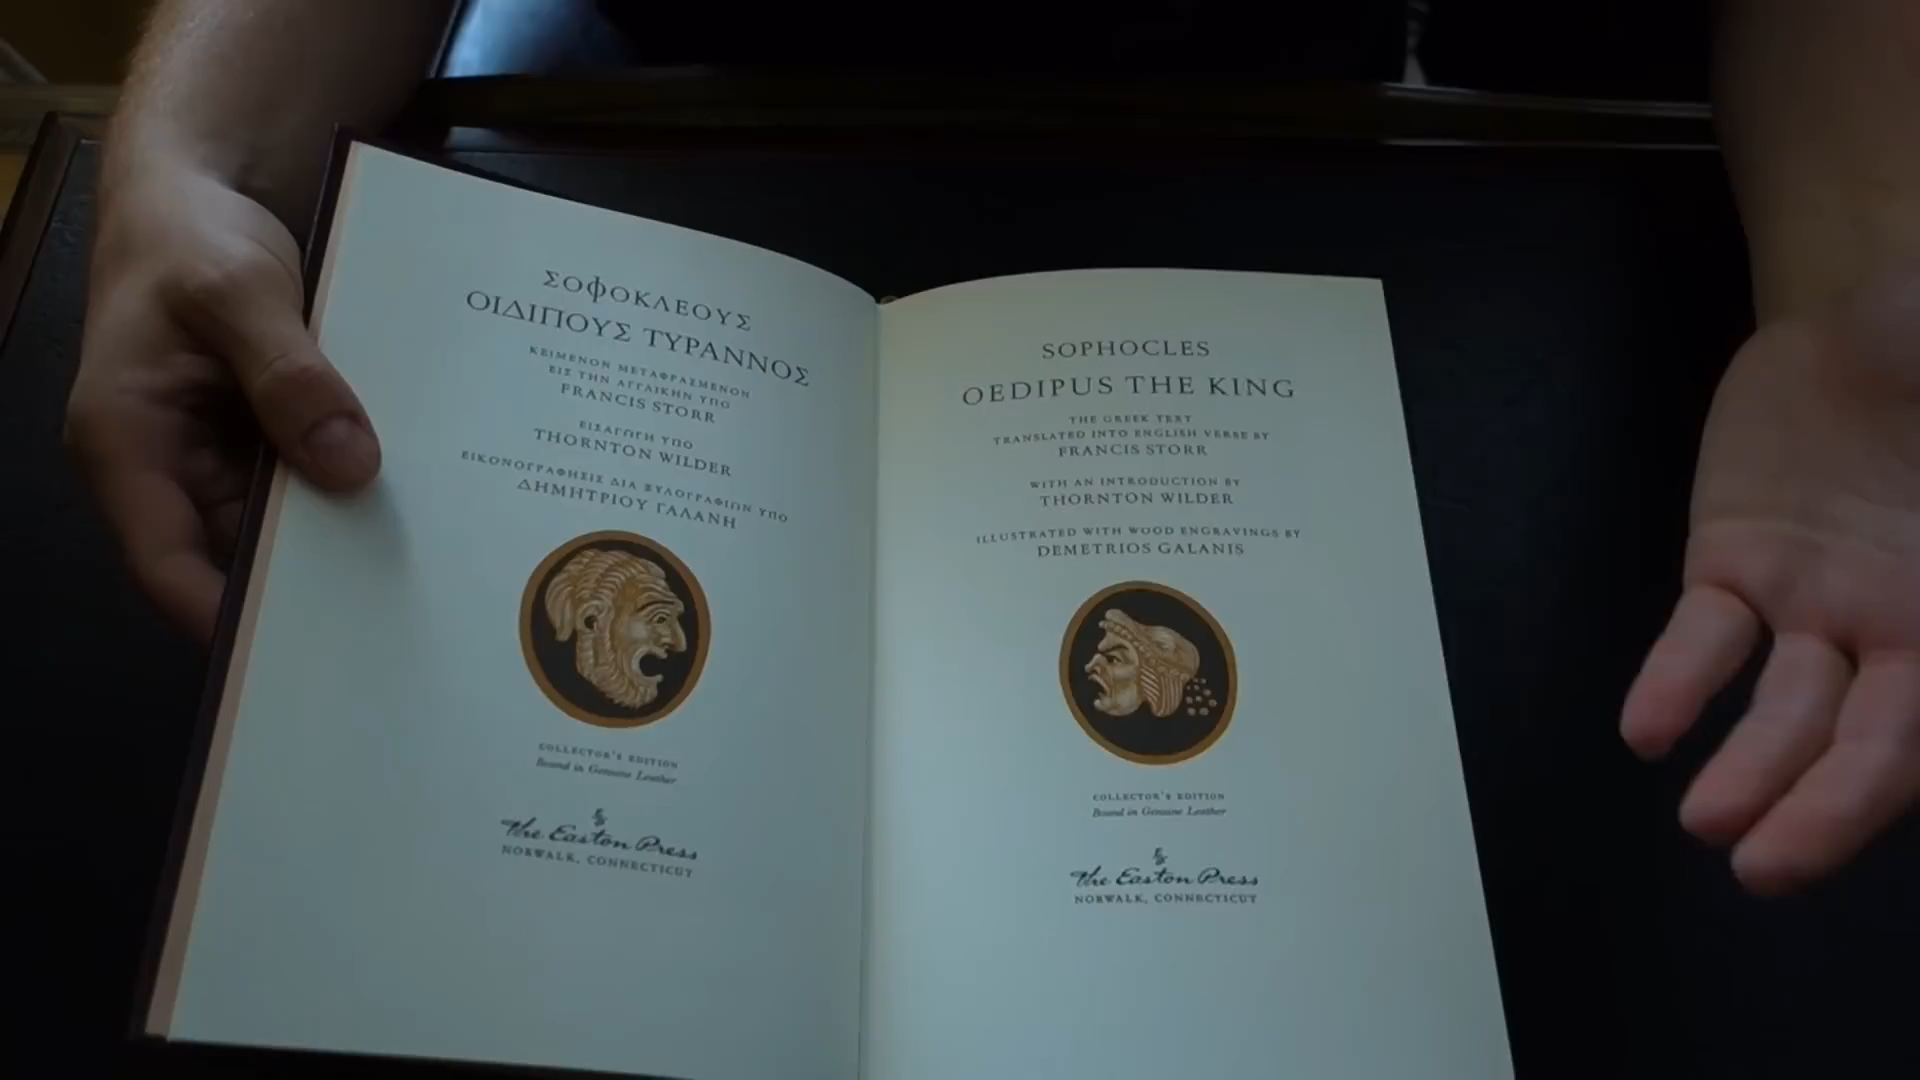 ΣΟφΟΚΛΕΟΥΣ
ΟΙΔΙΠΟΥΣ ΤΥΡΑΝΝΟΣ
ΚΕΙΜΕΝΟΝ ΜΕΤΑΦΡΑΣΜΕΝΟΝ
ΕΙΣ ΤΗΝ ΑΓΓΛΙΚΗΝ ΥΠΟ
FRANCIS STORR
ΕΙΣΑΓΩΓΗ ΥΠΟ
THORNTON WILDER
ΕΙΚΟΝΟΓΡΑΦΗΣΙΣ ΔΙΑ ΞΥΛΟΓΡΑΦΙΩΝ ΥΠΟ
ΔΗΜΗΤΡΙΟΥ ΓΑΛΑΝΗ
COLLECTOR'S EDITION
Bound in Genuine Leather
The Easton Press
NORWALK, CONNECTICUT
SOPHOCLES
OEDIPUS THE KING
THE GREEK TEXT
TRANSLATED INTO ENGLISH VERSE BY
FRANCIS STORR
WITH AN INTRODUCTION BY
THORNTON WILDER
ILLUSTRATED WITH WOOD ENGRAVINGS BY
DEMETRIOS GALANIS
COLLECTOR'S EDITION
Bound in Genuine Leather
The Easton Press
NORWALK, CONNECTICUT